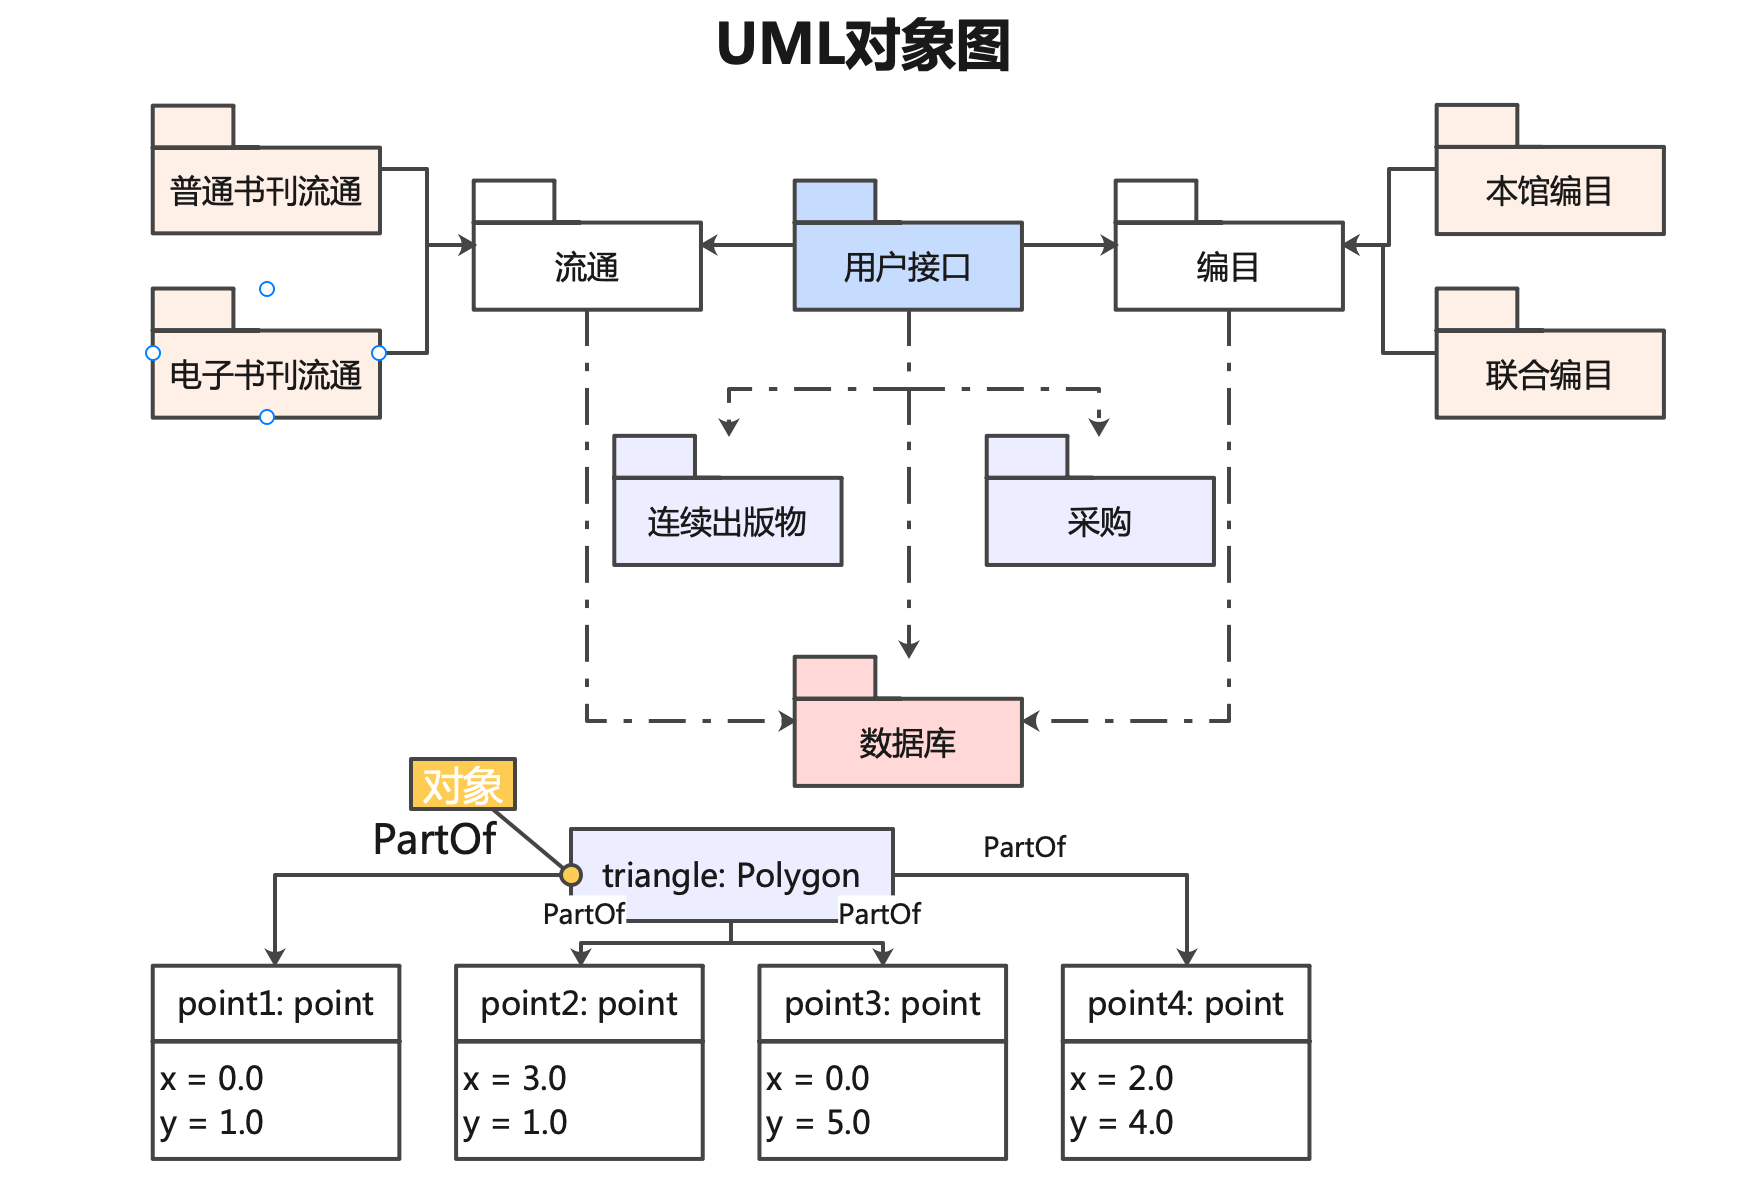 UML对象图
普通书刊流通
本馆编目
流通
用户接口
编目
电子书刊流通
联合编目
连续出版物
采购
数据库
对象
PartOf
PartOf
triangle: Polygon
PartOf
PartOf
point1: point
point2: point
point3: point
point4: point
x = 0.0
y = 1.0
x = 3.0
y = 1.0
x = 0.0
y = 5.0
x = 2.0
y = 4.0